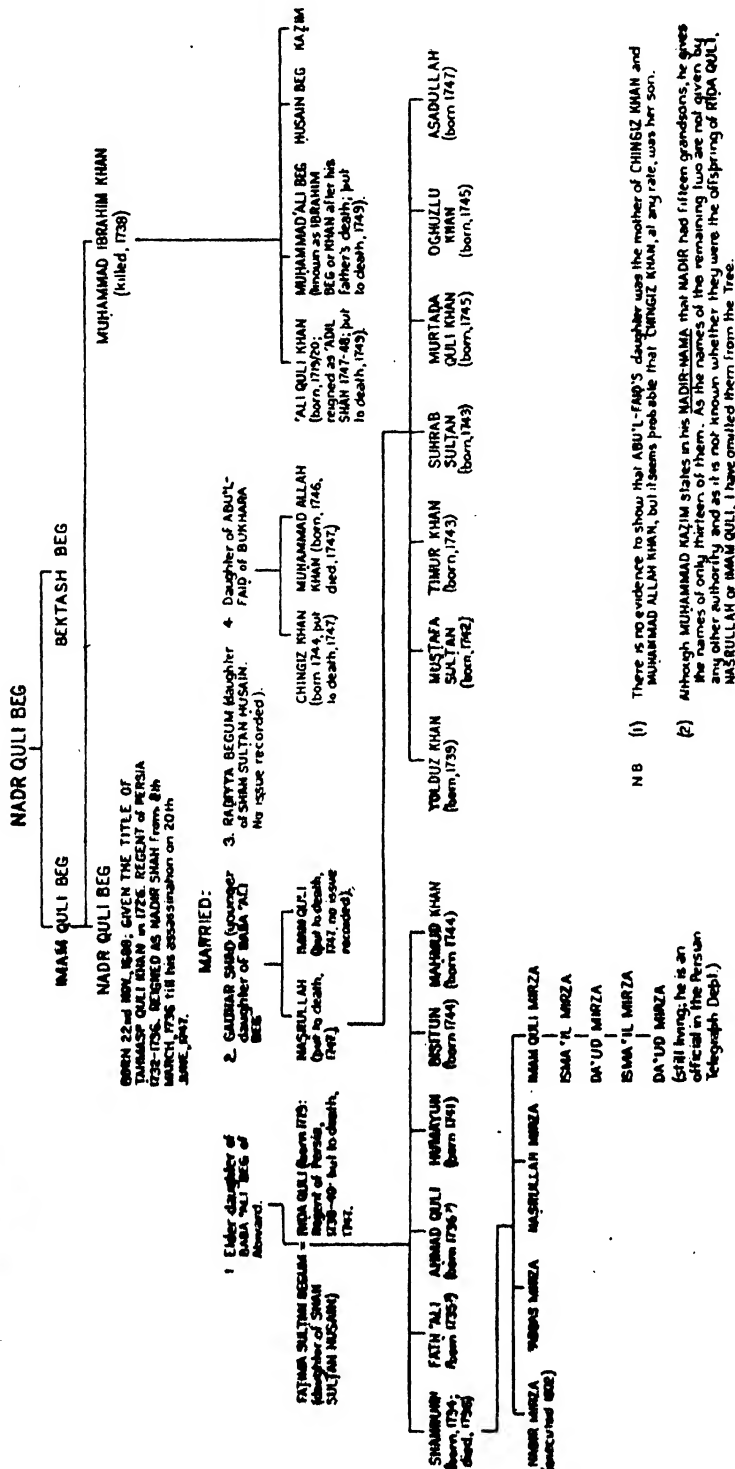 NADR QULI BEG
IMAM QULI BEG
BEKTASH BEG
NADR QULI BEG
BORN 22nd NOV., 1688; GIVEN THE TITLE OF
TAHMASP QULI KHAN in 1726. REGENT of PERSIA
1732-1736. REIGNED AS NADIR SHAH from 8th
MARCH, 1736 till his assassination on 20th
JUNE, 1747.
MUHAMMAD IBRAHIM KHAN
(killed, 1738)
MARRIED:
1 Elder daughter of
BABA 'ALI BEG of
Abward.
2. GAUHAR SHAD (younger
daughter of BABA 'ALI
BEG
3. RADIYYA BEGUM (daughter
of SHAH SULTAN HUSAIN.
No issue recorded).
4. Daughter of ABU'L-
FAID of BUKHARA
'ALI QULI KHAN
(born, 1719/20;
reigned as 'ADIL
SHAH 1747-48; put
to death, 1749).
MUHAMMAD 'ALI BEG
(known as IBRAHIM
BEG or KHAN after his
father's death; put
to death, 1749).
HUSAIN BEG
KAZIM
FATIMA SULTAN BEGUM =
(daughter of SHAH
SULTAN HUSAIN)
RIDA QULI (born 1719:
Regent of Persia,
1738-40- put to death,
1747.
NASRULLAH
(put to death,
1747.)
IMAM QULI
(put to death,
1747, no issue
recorded).
CHINGIZ KHAN
(born 1744, put
to death, 1747)
MUHAMMAD ALLAH
KHAN (born, 1746,
died, 1747)
SHAHRUKH
(born, 1734;
died, 1796)
FATH 'ALI
(born 1735?)
AHMAD QULI
(born 1736?)
HUMAYUN
(born 1741)
BISITUN
(born 1744)
MAHMUD KHAN
(born 1744)
YOLDUZ KHAN
(born, 1739)
MUSTAFA
SULTAN
(born, 1742)
TIMUR KHAN
(born, 1743)
SUHRAB
SULTAN
(born, 1743)
MURTADA
QULI KHAN
(born, 1745)
OGHUZLU
KHAN
(born, 1745)
ASADULLAH
(born 1747)
NADIR MIRZA
(executed 1802)
'ABBAS MIRZA
NASRULLAH MIRZA
IMAM QULI MIRZA
ISMA'IL MIRZA
DA'UD MIRZA
ISMA'IL MIRZA
DA'UD MIRZA
(still living; he is an
official in the Persian
Telegraph Dept.)
N B (1) There is no evidence to show that ABU'L-FAID'S daughter was the mother of CHINGIZ KHAN and
MUHAMMAD ALLAH KHAN, but it seems probable that CHINGIZ KHAN, at any rate, was her son.
(2) Although MUHAMMAD KAZIM states in his NADIR-NAMA that NADIR had fifteen grandsons, he gives
the names of only thirteen of them. As the names of the remaining two are not given by
any other authority and as it is not known whether they were the offspring of RIDA QULI,
NASRULLAH or IMAM QULI, I have omitted them from the Tree.